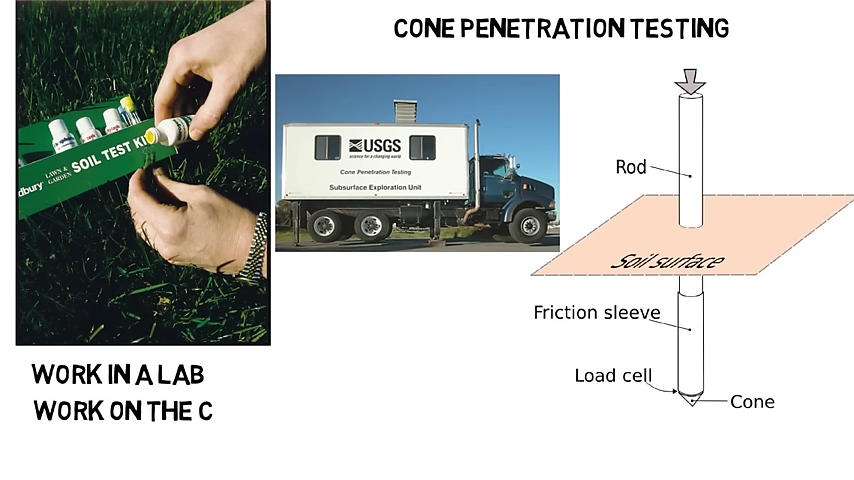 CONE PENETRATION TESTING
LAWN &
GARDEN
SOIL TEST KI
dbury
USGS
science for a changing world
Cone Penetration Testing
Subsurface Exploration Unit
Rod
Soil surface
Friction sleeve
Load cell
Cone
WORK IN A LAB
WORK ON THE C